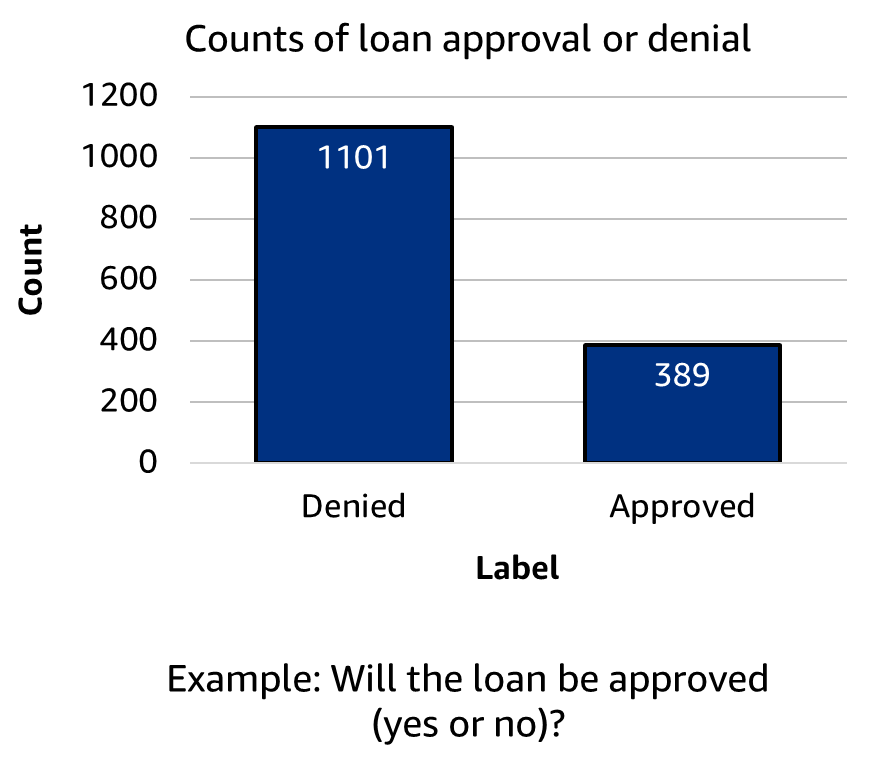 Counts of loan approval or denial
1200
1000
800
600
400
200
0
Count
1101
389
Denied
Approved
Label
Example: Will the loan be approved
(yes or no)?